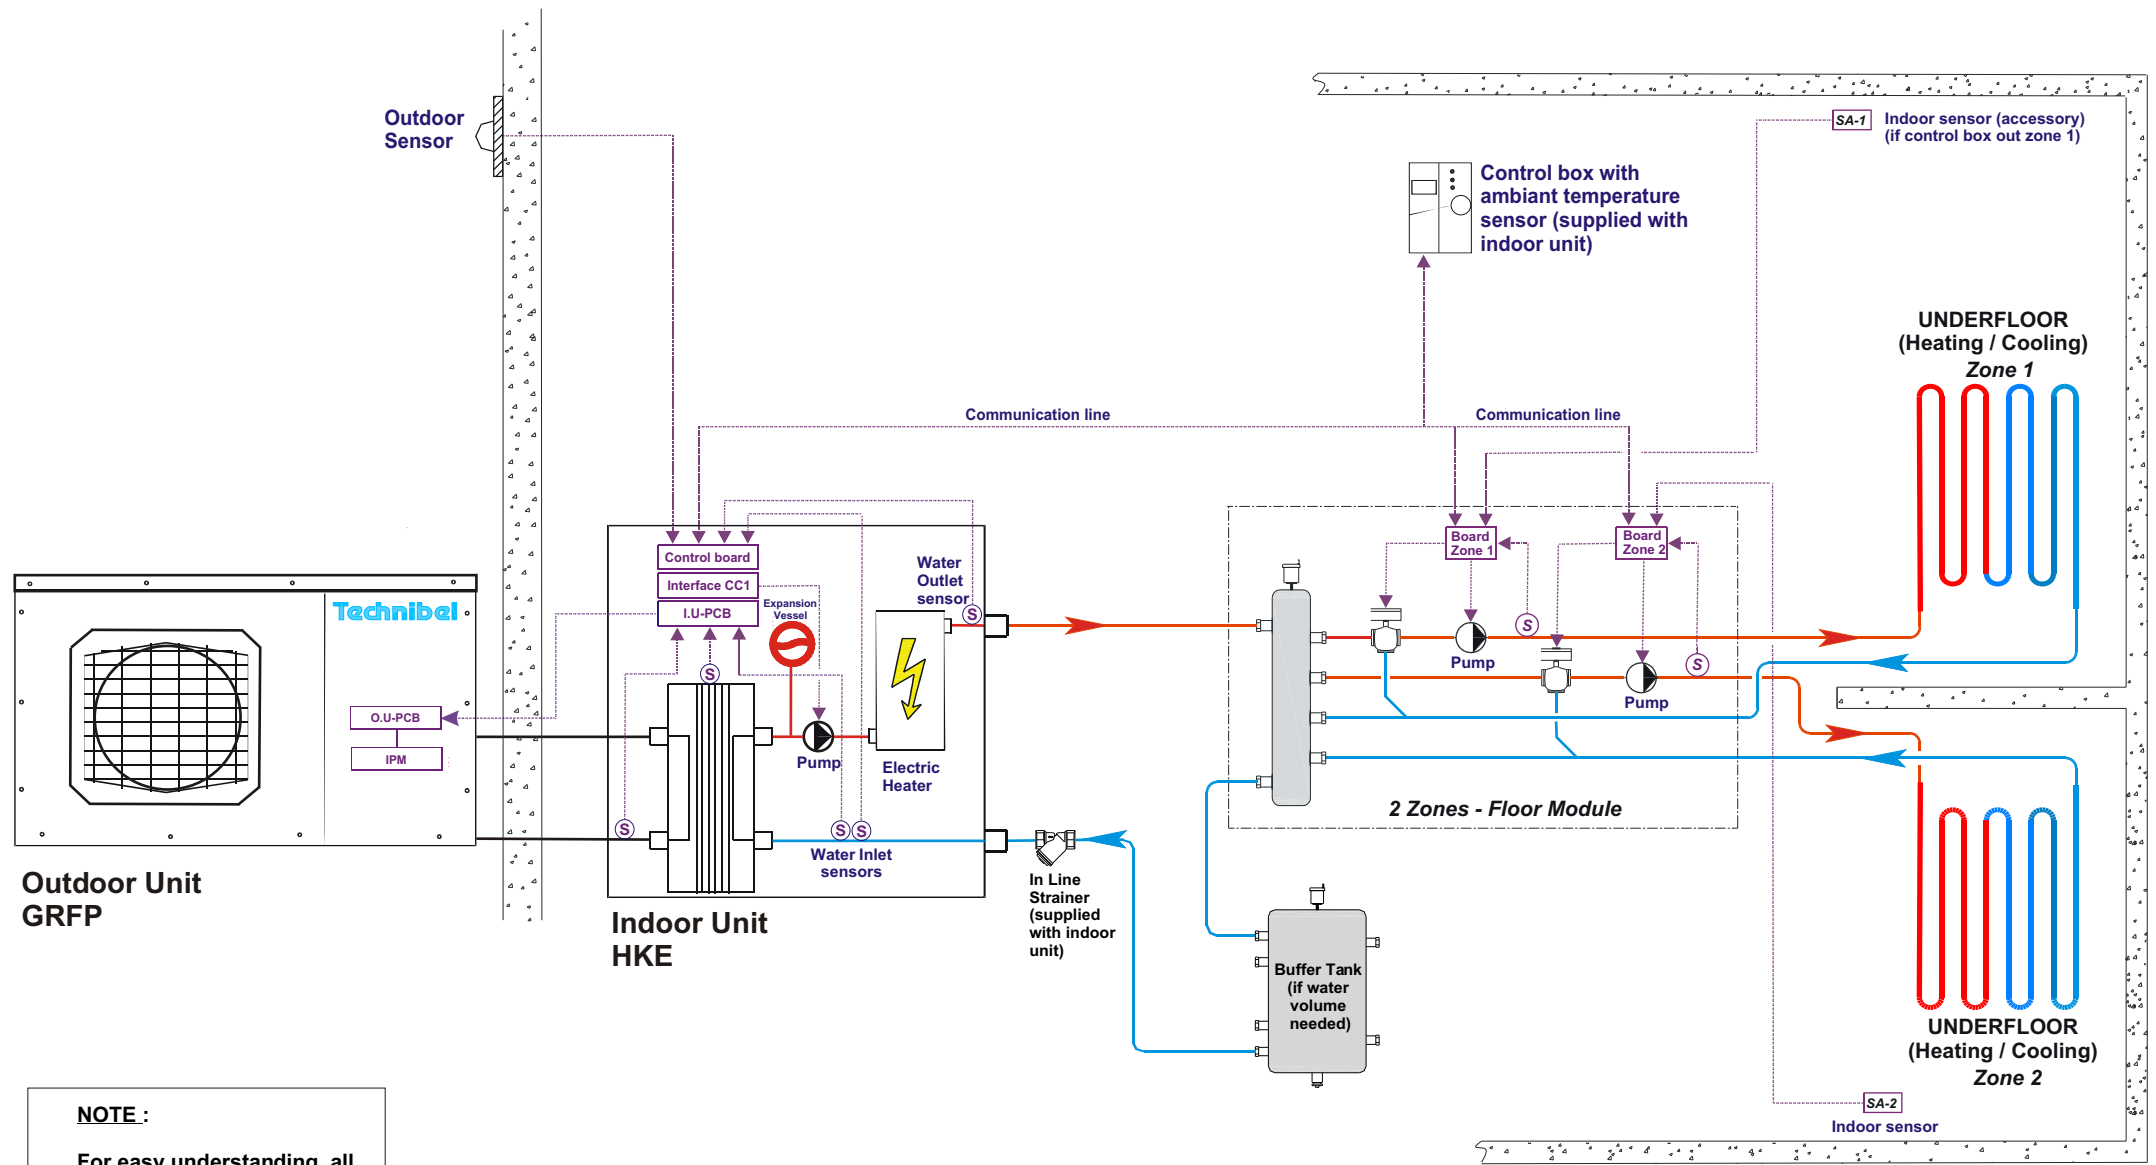 Outdoor
Sensor
SA-1
Indoor sensor (accessory)
(if control box out zone 1)
Control box with
ambiant temperature
sensor (supplied with
indoor unit)
UNDERFLOOR
(Heating / Cooling)
Zone 1
Communication line
Communication line
Control board
Interface CC1
I.U-PCB
Expansion
Vessel
Water
Outlet
sensor
S
Board
Zone 1
Board
Zone 2
S
S
Technibel
O.U-PCB
IPM
S
S
Pump
Electric
Heater
Pump
Pump
S
S
Water Inlet
sensors
2 Zones - Floor Module
In Line
Strainer
(supplied
with indoor
unit)
Outdoor Unit
GRFP
Indoor Unit
HKE
Buffer Tank
(if water
volume
needed)
UNDERFLOOR
(Heating / Cooling)
Zone 2
SA-2
Indoor sensor
NOTE :
For easy understanding, all